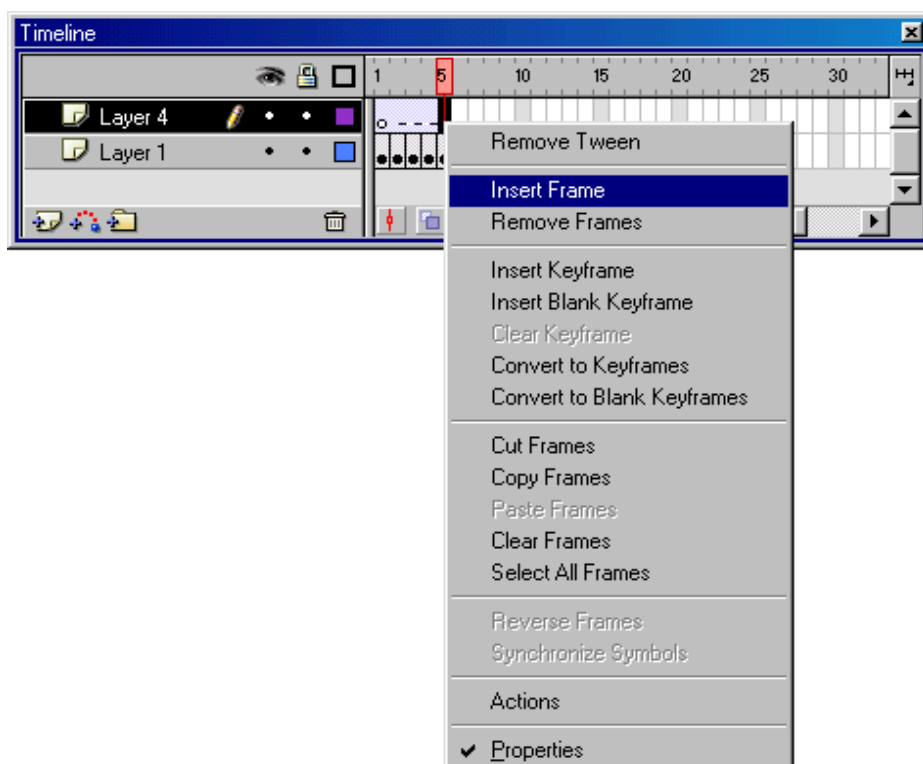 Timeline
1 5 10 15 20 25 30
Layer 4
Layer 1
Remove Tween
Insert Frame
Remove Frames
Insert Keyframe
Insert Blank Keyframe
Clear Keyframe
Convert to Keyframes
Convert to Blank Keyframes
Cut Frames
Copy Frames
Paste Frames
Clear Frames
Select All Frames
Reverse Frames
Synchronize Symbols
Actions
Properties